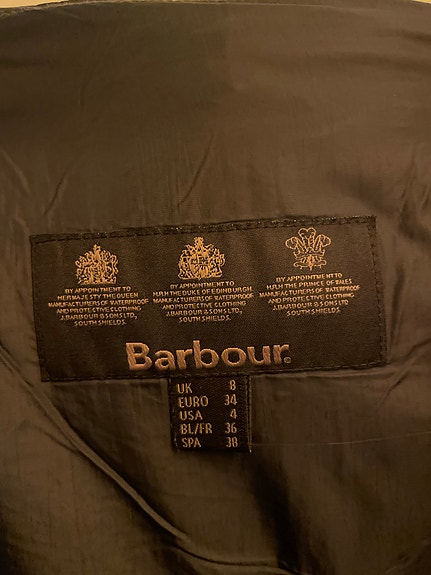 BY APPOINTMENT TO
HER MAJESTY THE QUEEN
MANUFACTURERS OF WATERPROOF
AND PROTECTIVE CLOTHING
J.BARBOUR & SONS LTD,
SOUTH SHIELDS.
BY APPOINTMENT TO
H.R.H THE DUKE OF EDINBURGH
MANUFACTURERS OF WATERPROOF
AND PROTECTIVE CLOTHING
J.BARBOUR & SONS LTD,
SOUTH SHIELDS.
BY APPOINTMENT TO
H.R.H THE PRINCE OF WALES
MANUFACTURERS OF WATERPROOF
AND PROTECTIVE CLOTHING
J.BARBOUR & SONS LTD,
SOUTH SHIELDS.
Barbour®
UK 8
EURO 34
USA 4
BL/FR 36
SPA 38